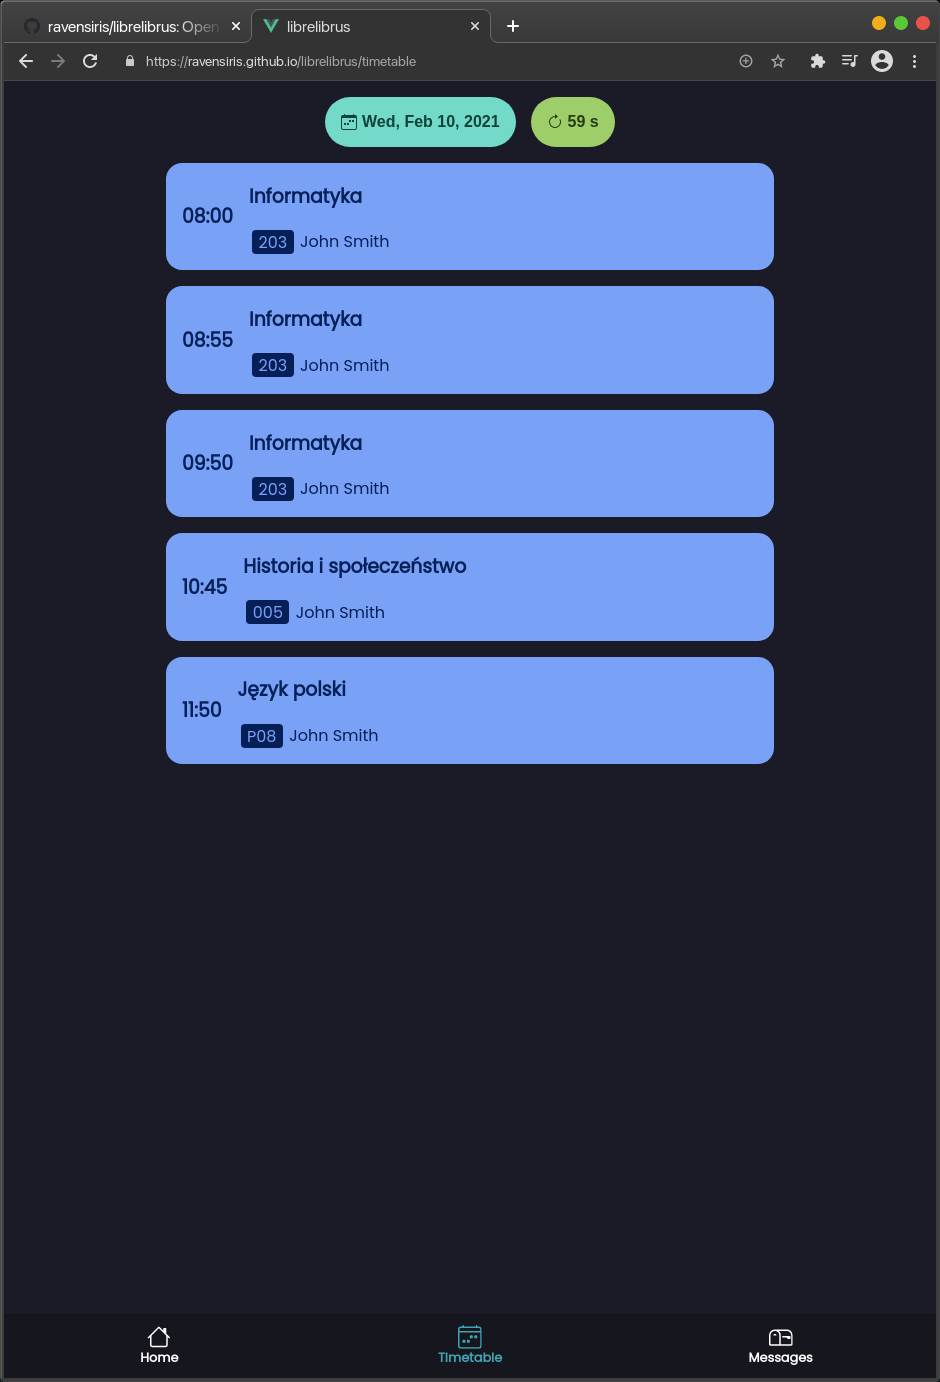 ravensiris/librelibrus: Open
librelibrus
https://ravensiris.github.io/librelibrus/timetable
Wed, Feb 10, 2021
59 s
08:00
Informatyka
203 John Smith
08:55
Informatyka
203 John Smith
09:50
Informatyka
203 John Smith
10:45
Historia i społeczeństwo
005 John Smith
11:50
Język polski
P08 John Smith
Home
Timetable
Messages